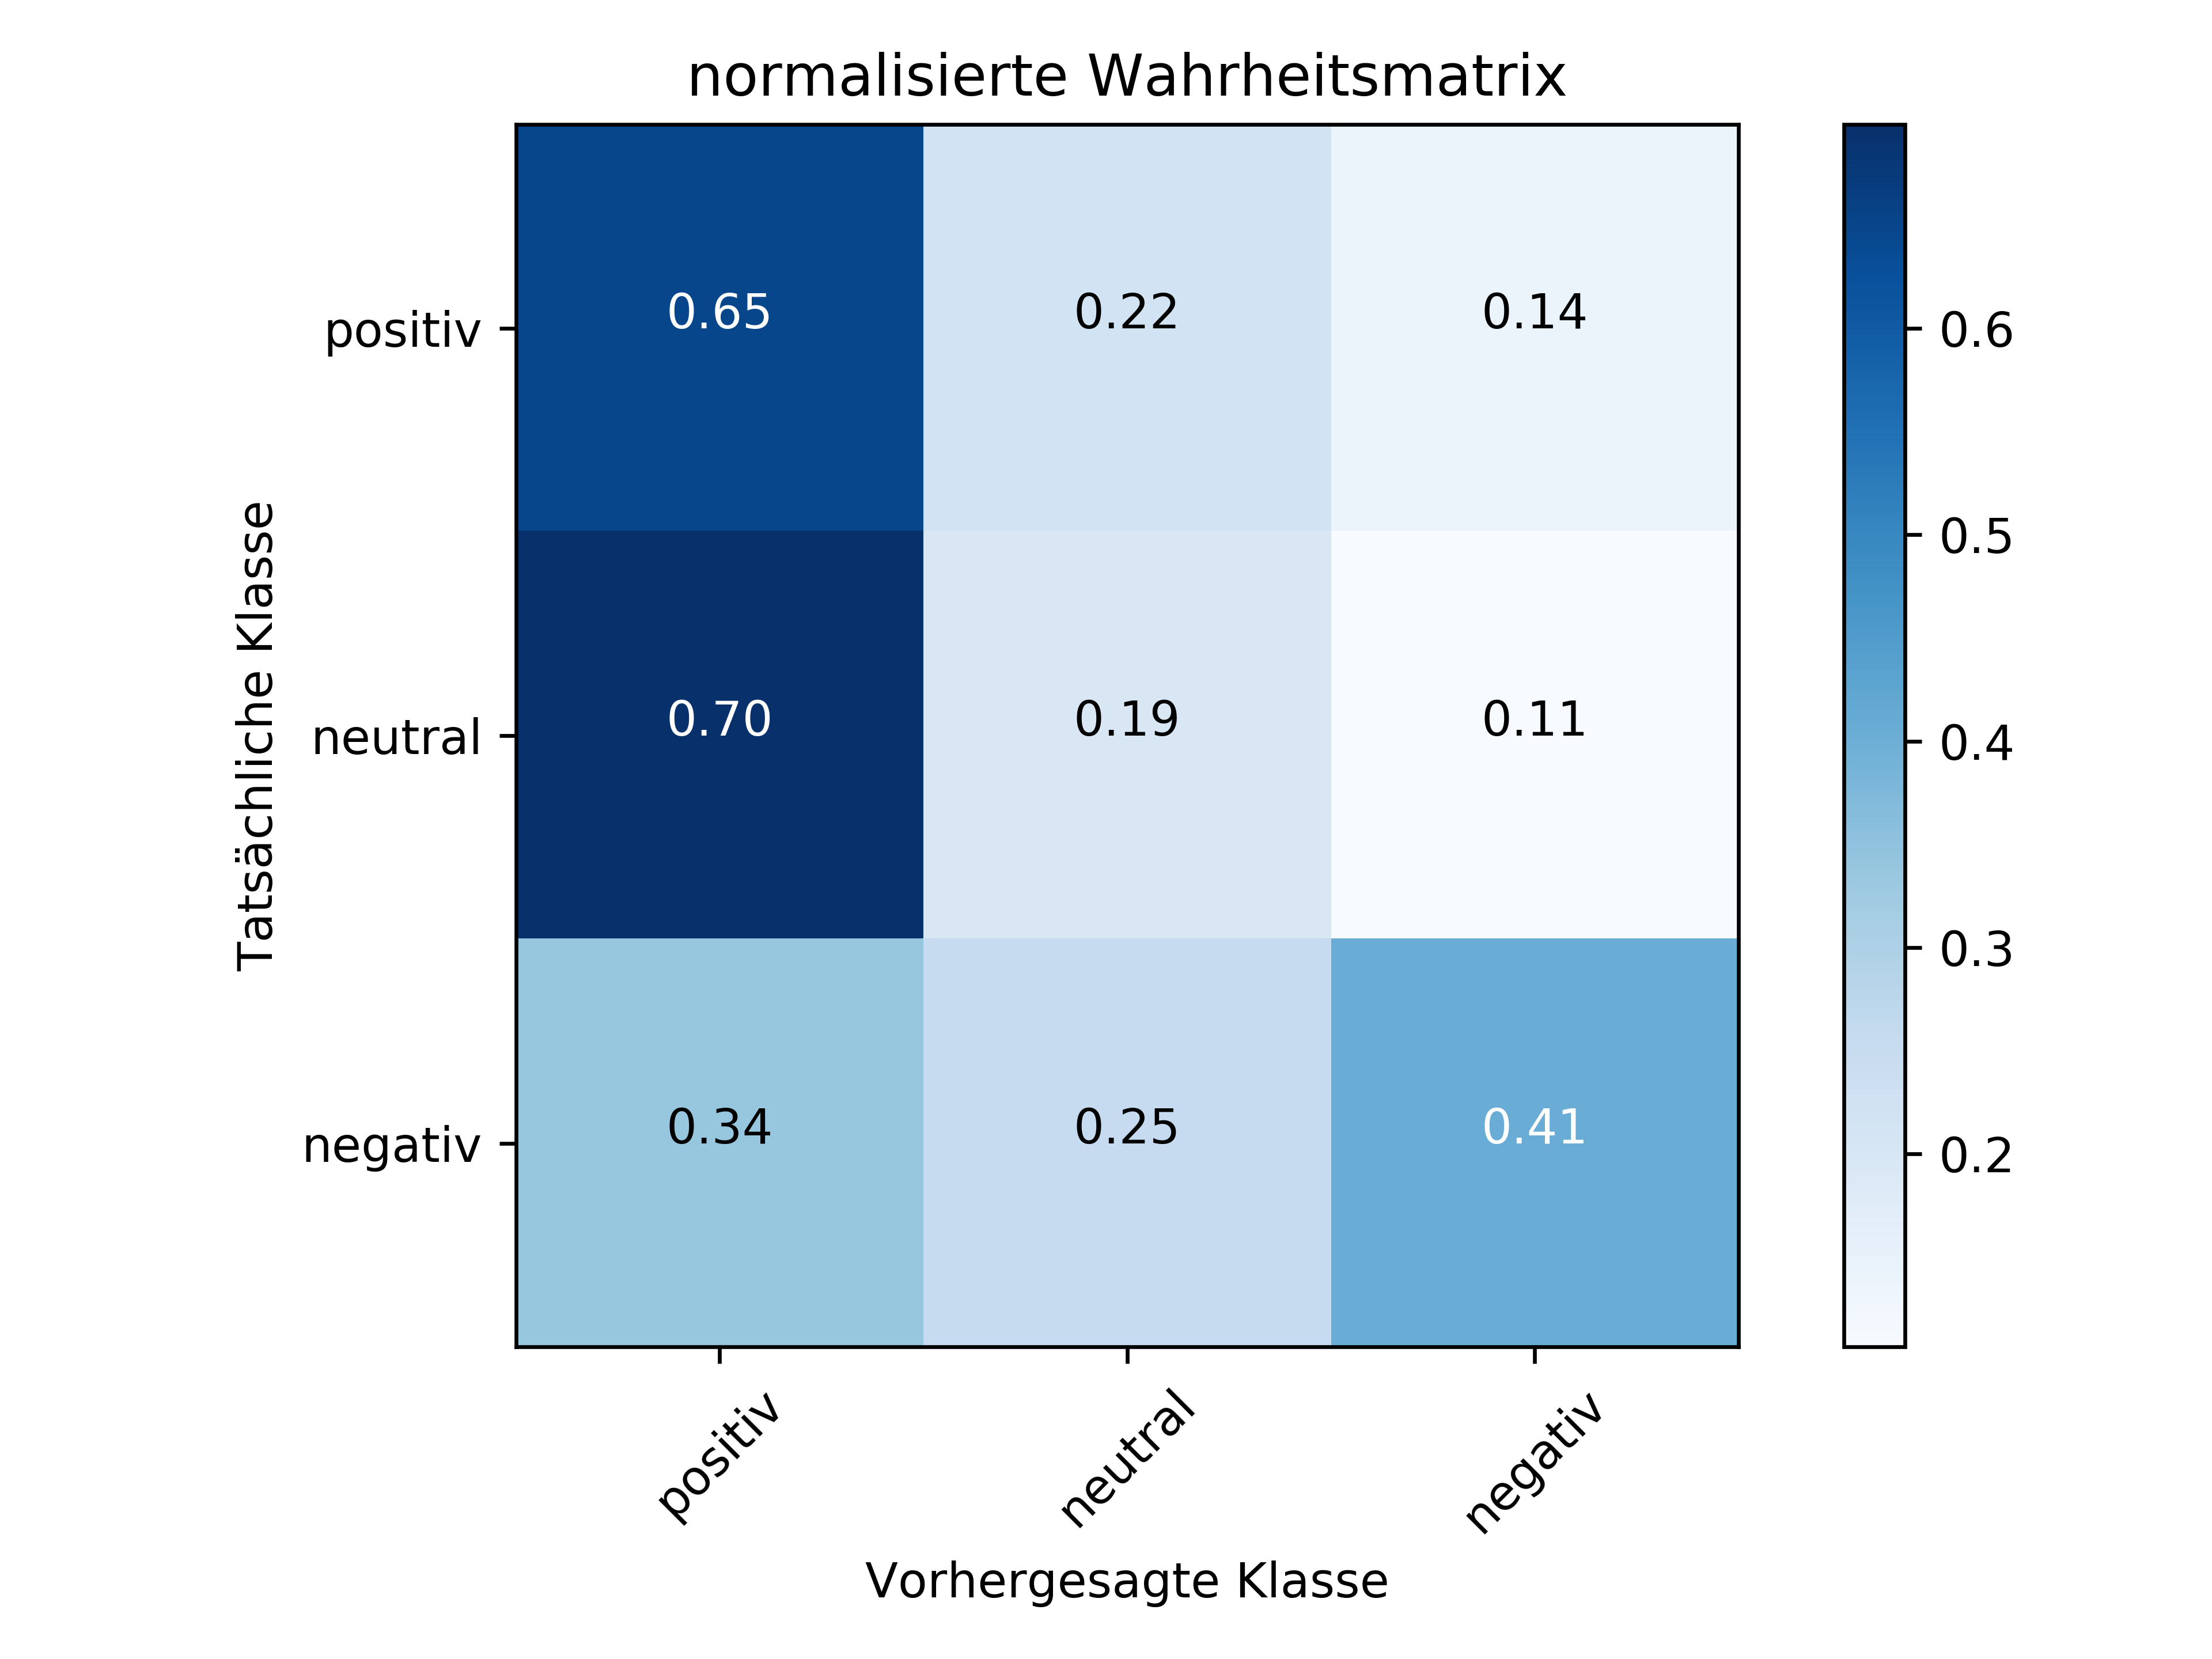 normalisierte Wahrheitsmatrix
Tatsächliche Klasse
positiv
0.65 0.22 0.14
neutral
0.70 0.19 0.11
negativ
0.34 0.25 0.41
positiv neutral negativ
Vorhergesagte Klasse
0.6
0.5
0.4
0.3
0.2